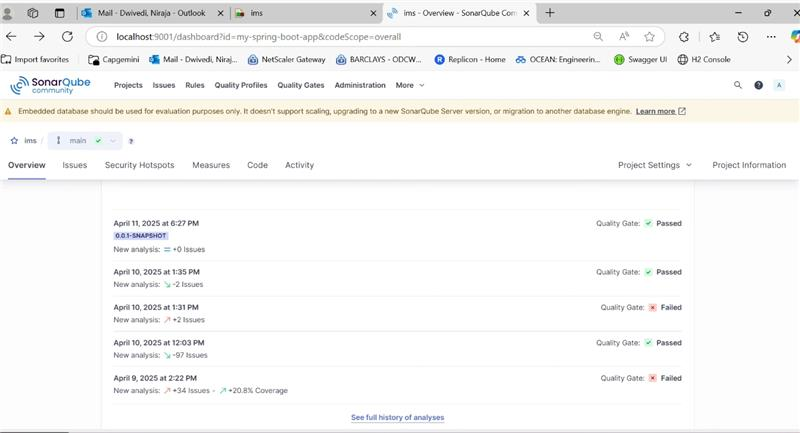 Mail - Dwivedi, Niraja - Outlook
ims
ims - Overview - SonarQube Com
localhost:9001/dashboard?id=my-spring-boot-app&codeScope=overall
Import favorites
Capgemini
Mail - Dwivedi, Niraj...
NetScaler Gateway
BARCLAYS - ODCW...
Replicon - Home
OCEAN: Engineerin...
Swagger UI
H2 Console
SonarQube
community
Projects Issues Rules Quality Profiles Quality Gates Administration More
A
Embedded database should be used for evaluation purposes only. It doesn't support scaling, upgrading to a new SonarQube Server version, or migration to another database engine. Learn more
ims / main ?
Overview Issues Security Hotspots Measures Code Activity Project Settings Project Information
April 11, 2025 at 6:27 PM Quality Gate: Passed
0.0.1-SNAPSHOT
New analysis: = +0 Issues
April 10, 2025 at 1:35 PM Quality Gate: Passed
New analysis: -2 Issues
April 10, 2025 at 1:31 PM Quality Gate: Failed
New analysis: +2 Issues
April 10, 2025 at 12:03 PM Quality Gate: Passed
New analysis: -97 Issues
April 9, 2025 at 2:22 PM Quality Gate: Failed
New analysis: +34 Issues - +20.8% Coverage
See full history of analyses